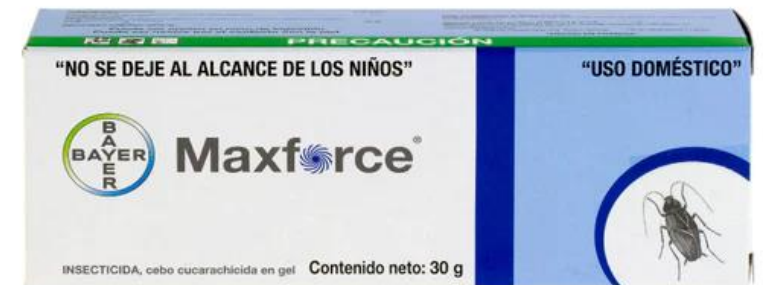 PRECAUCIÓN
“NO SE DEJE AL ALCANCE DE LOS NIÑOS”
“USO DOMÉSTICO”
BAYER
BAYER
Maxforce®
INSECTICIDA, cebo cucarachicida en gel Contenido neto: 30 g